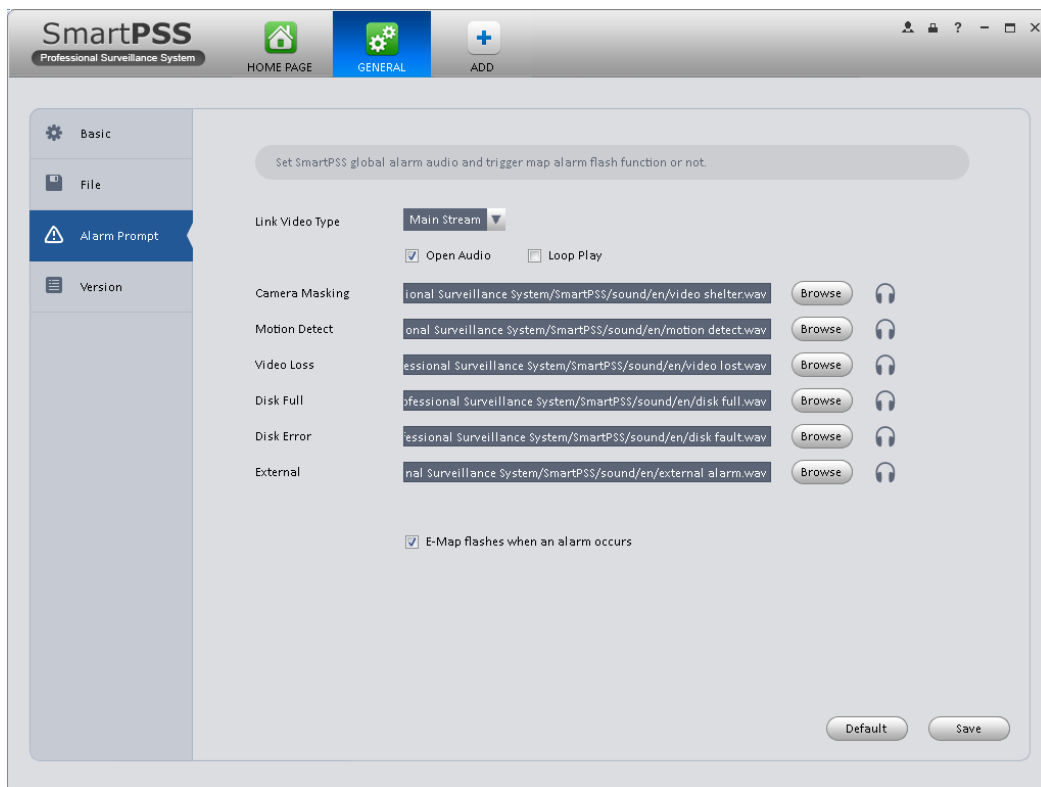 SmartPSS
Professional Surveillance System
HOME PAGE
GENERAL
ADD
?
Basic
File
Alarm Prompt
Version
Set SmartPSS global alarm audio and trigger map alarm flash function or not.
Link Video Type Main Stream
Open Audio Loop Play
Camera Masking ional Surveillance System/SmartPSS/sound/en/video shelter.wav Browse
Motion Detect onal Surveillance System/SmartPSS/sound/en/motion detect.wav Browse
Video Loss essional Surveillance System/SmartPSS/sound/en/video lost.wav Browse
Disk Full ofessional Surveillance System/SmartPSS/sound/en/disk full.wav Browse
Disk Error fessional Surveillance System/SmartPSS/sound/en/disk fault.wav Browse
External nal Surveillance System/SmartPSS/sound/en/external alarm.wav Browse
E-Map flashes when an alarm occurs
Default Save